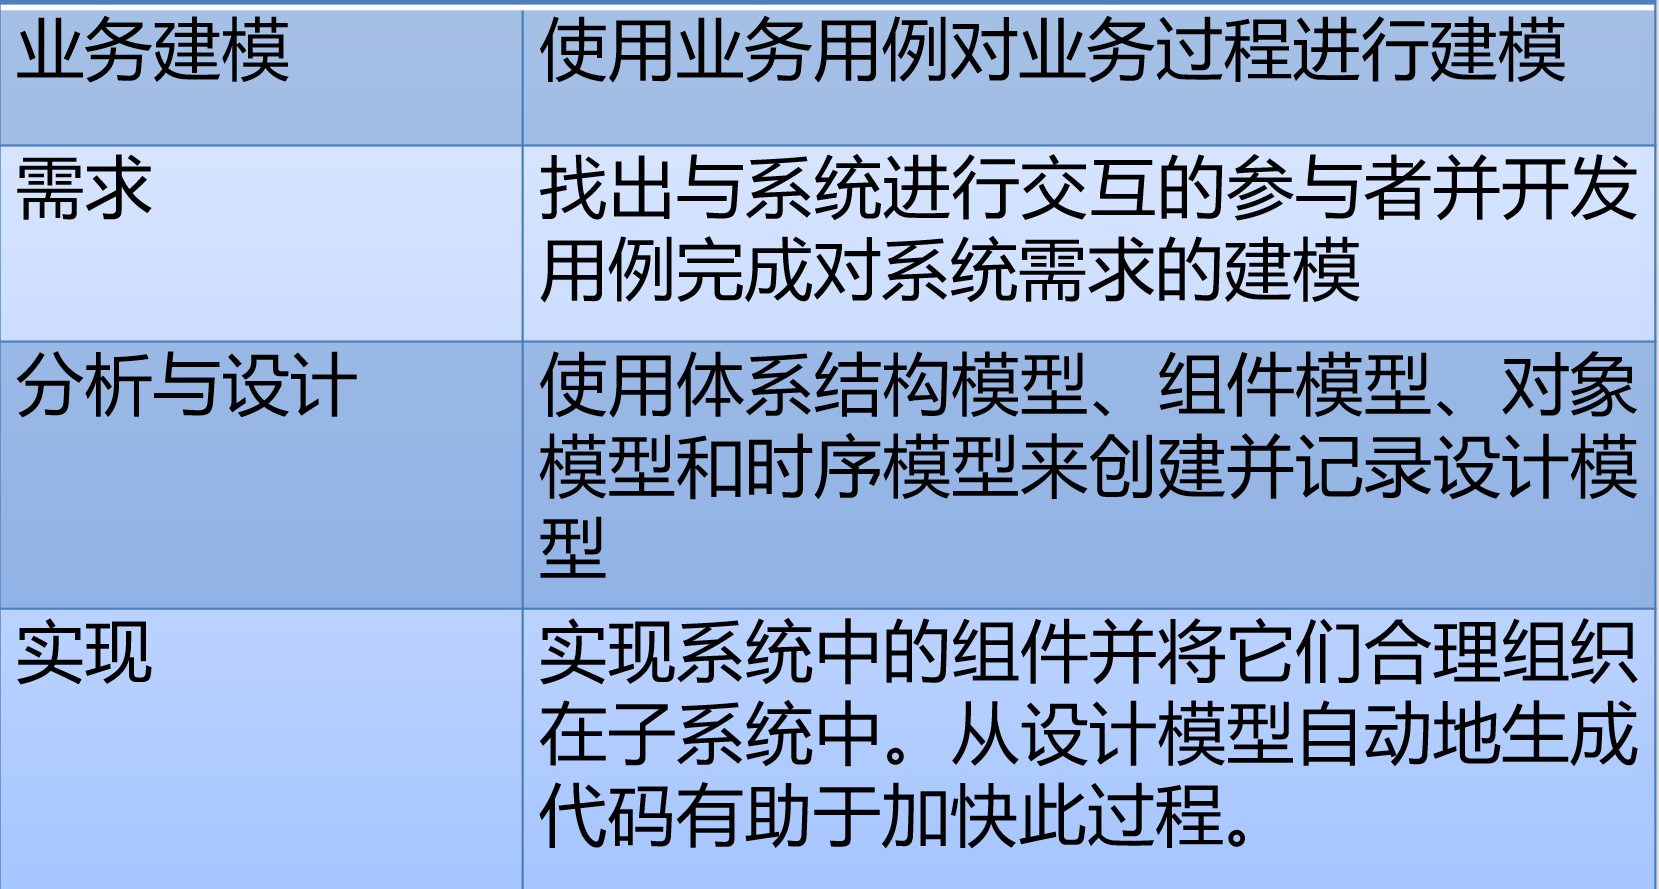 业务建模
使用业务用例对业务过程进行建模
需求
找出与系统进行交互的参与者并开发
用例完成对系统需求的建模
分析与设计
使用体系结构模型、组件模型、对象
模型和时序模型来创建并记录设计模
型
实现
实现系统中的组件并将它们合理组织
在子系统中。从设计模型自动地生成
代码有助于加快此过程。